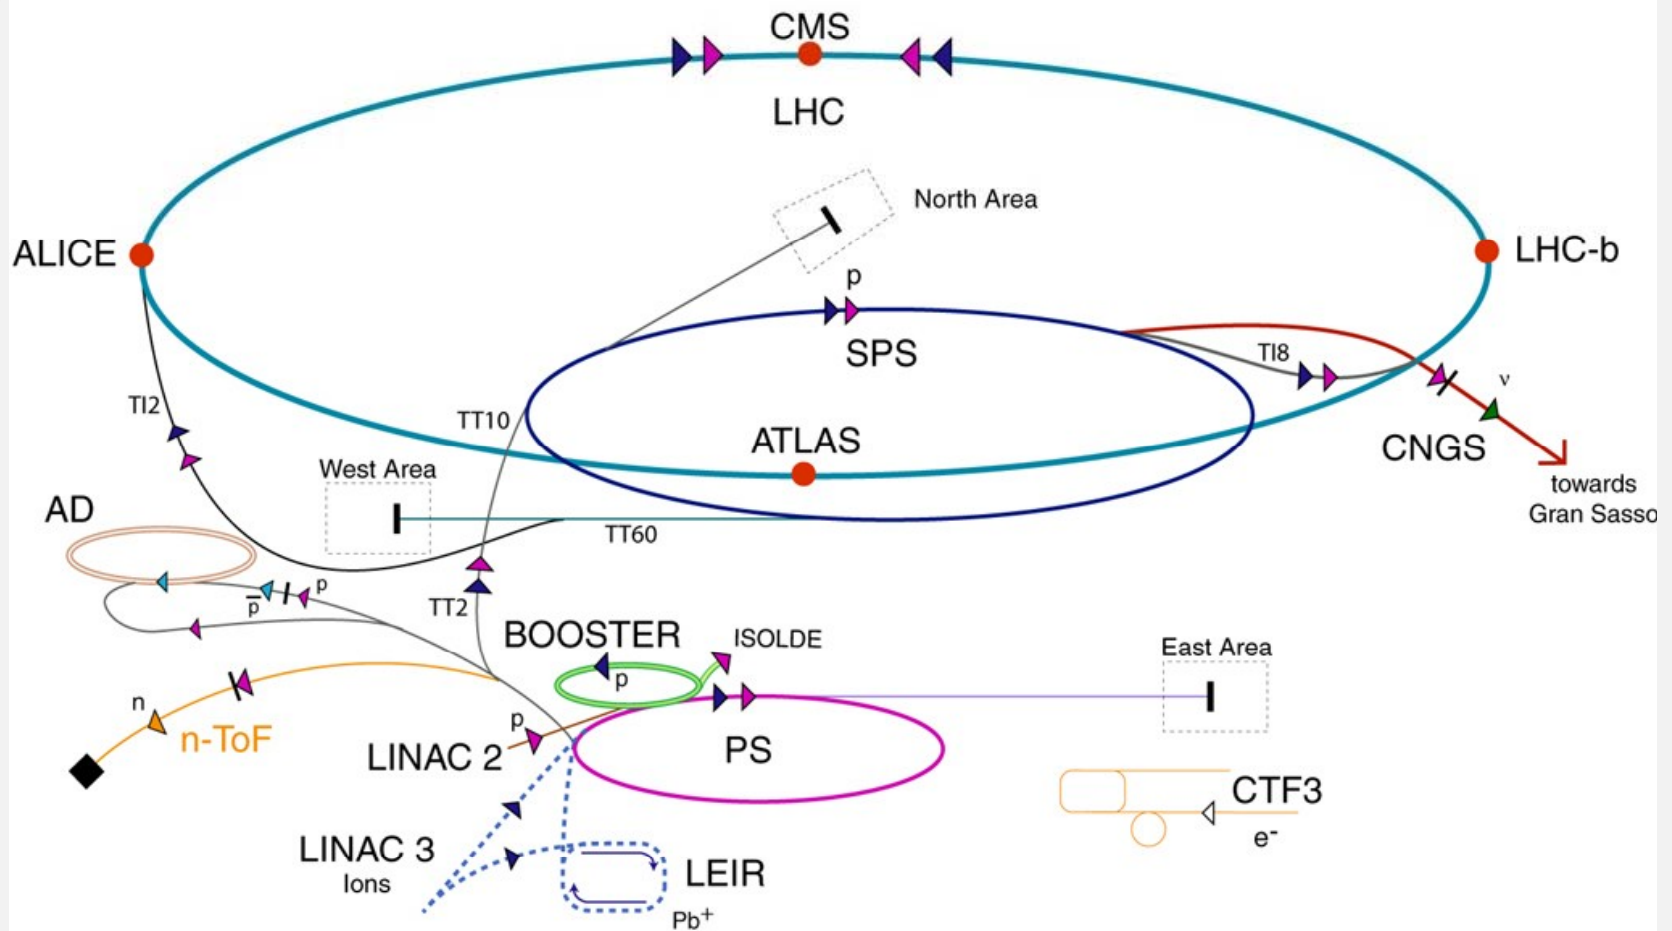 CMS
LHC
North Area
ALICE
LHC-b
p
SPS
TI8
ν
TI2
TT10
ATLAS
CNGS
West Area
towards
Gran Sasso
AD
TT60
p
p̅
TT2
BOOSTER
ISOLDE
East Area
p
n
p
n-ToF
LINAC 2
PS
CTF3
e⁻
LINAC 3
Ions
LEIR
Pb⁺